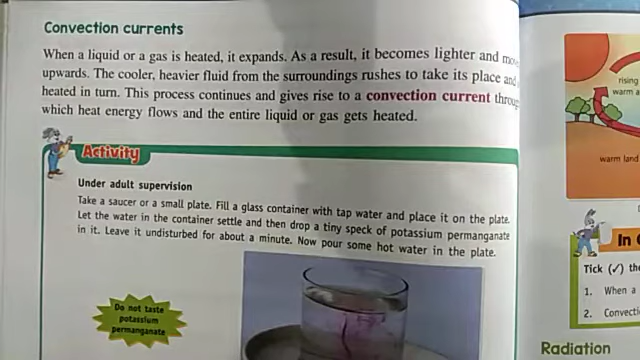 Convection currents
When a liquid or a gas is heated, it expands. As a result, it becomes lighter and
upwards. The cooler, heavier fluid from the surroundings rushes to take its place and
heated in turn. This process continues and gives rise to a convection current
which heat energy flows and the entire liquid or gas gets heated.
Activity
Under adult supervision
Take a saucer or a small plate. Fill a glass container with tap water and place it on the plate.
Let the water in the container settle and then drop a tiny speck of potassium permanganate
in it. Leave it undisturbed for about a minute. Now pour some hot water in the plate.
Do not taste
potassium
permanganate
rising
warm
warm land
In
Tick (✓)
1. When a
2.
Radiation